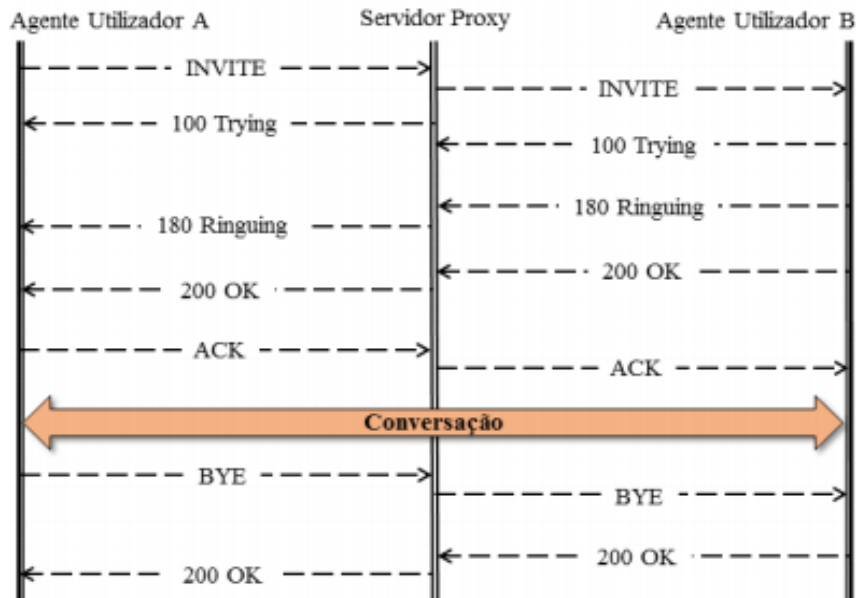 Agente Utilizador A
Servidor Proxy
Agente Utilizador B
INVITE
INVITE
100 Trying
100 Trying
180 Ringuing
180 Ringuing
200 OK
200 OK
ACK
ACK
Conversação
BYE
BYE
200 OK
200 OK